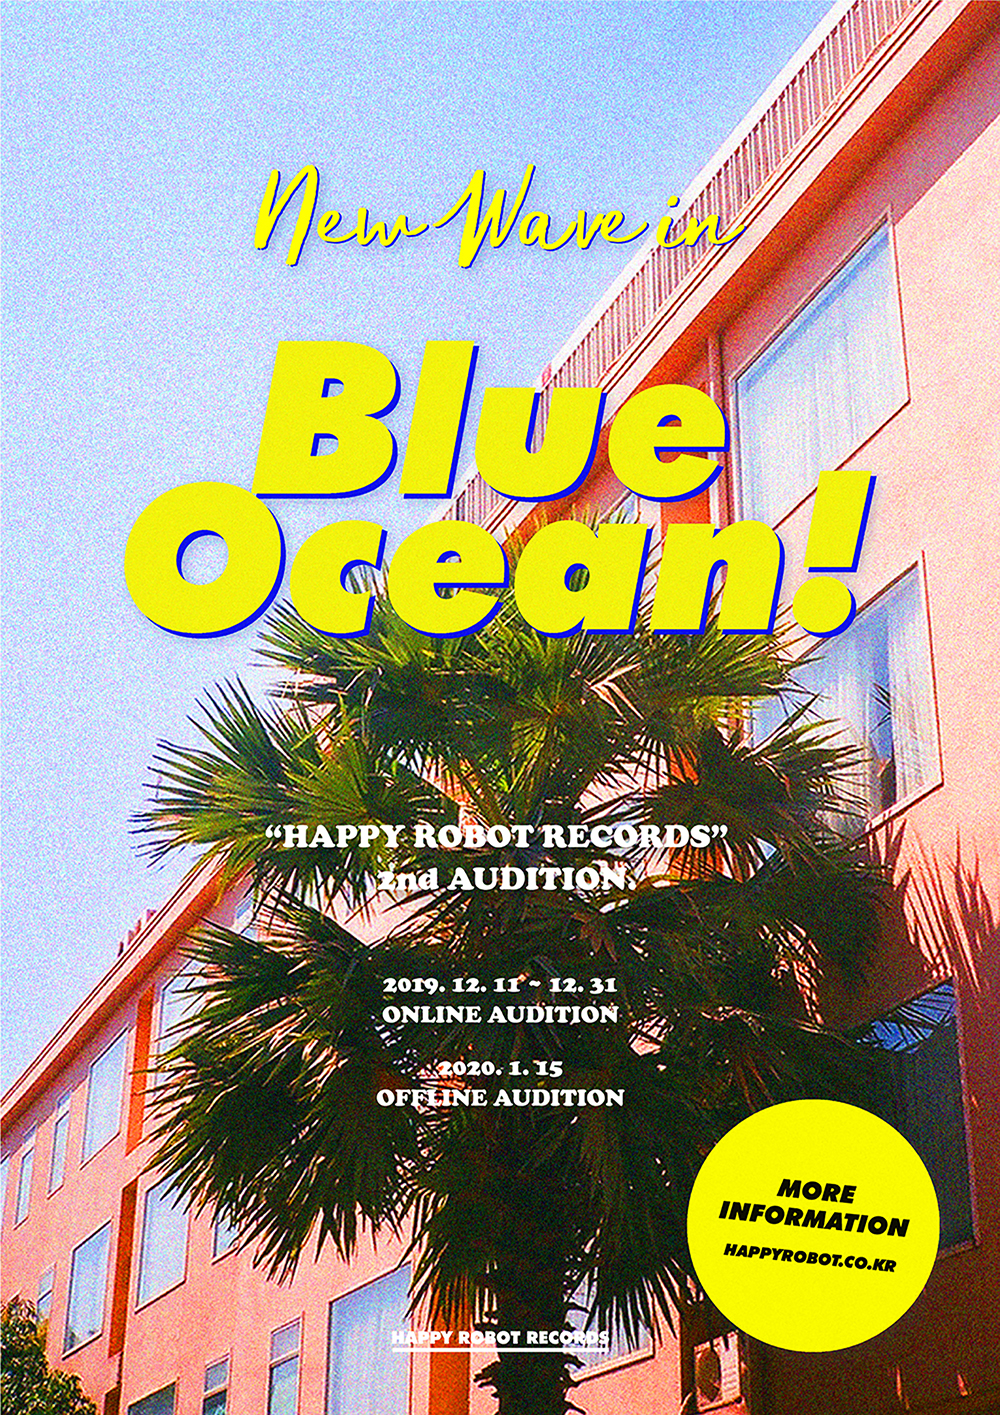 New Wave in
Blue
Ocean!
“HAPPY ROBOT RECORDS”
2nd AUDITION.
2019. 12. 11 ~ 12. 31
ONLINE AUDITION
2020. 1. 15
OFFLINE AUDITION
MORE
INFORMATION
HAPPYROBOT.CO.KR
HAPPY ROBOT RECORDS